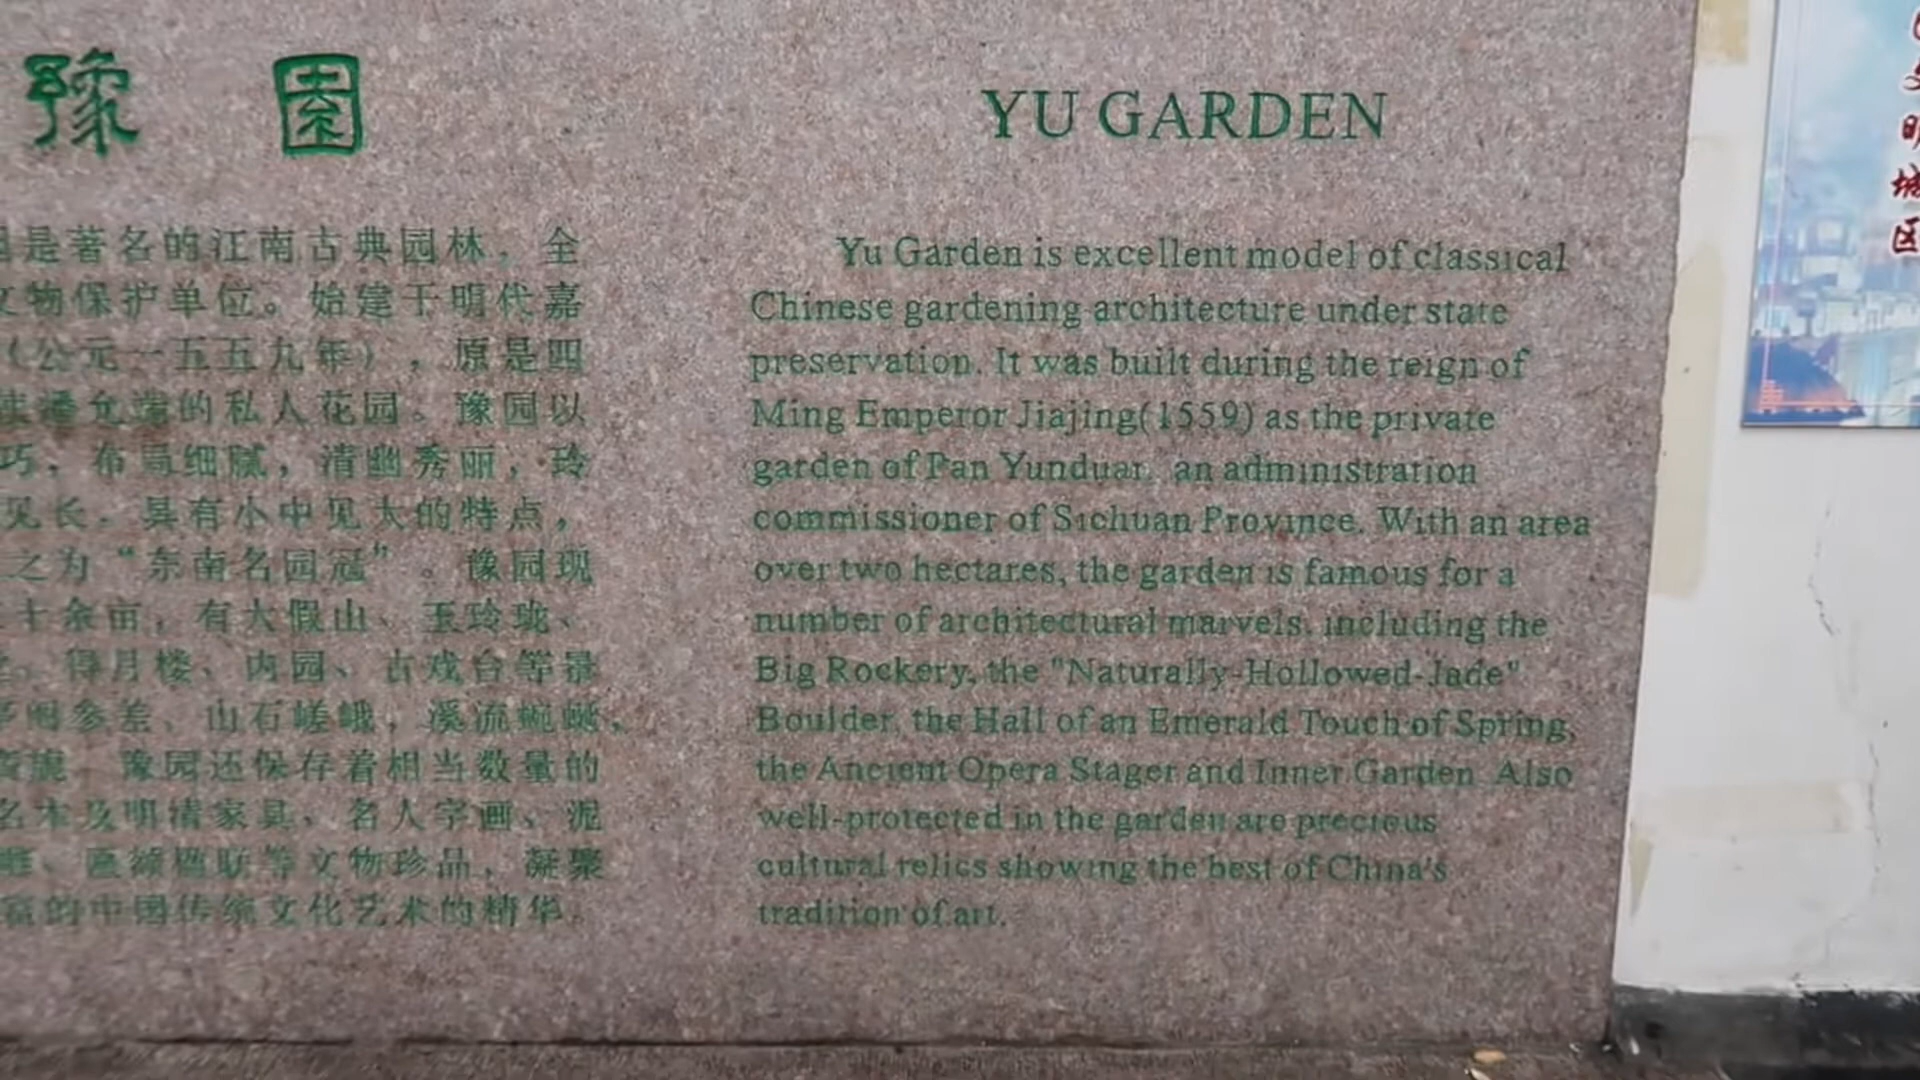 豫園
是著名的江南古典园林，全
文物保护单位。始建于明代嘉
（公元一五五九年），原是四
使潘允端的私人花园。豫园以
巧，布局细腻，清幽秀丽，玲
见长，具有小中见大的特点，
之为“东南名园冠”。豫园现
十余亩，有大假山、玉玲珑、
得月楼、内园、古戏台等景
亭阁参差、山石嵯峨，溪流蜿蜒，
豫园还保存着相当数量的
名木及明清家具、名人字画、泥
雕、匾额楹联等文物珍品，凝聚
的中国传统文化艺术的精华
YU GARDEN
Yu Garden is excellent model of classical
Chinese gardening architecture under state
preservation. It was built during the reign of
Ming Emperor Jiajing(1559) as the private
garden of Pan Yunduan, an administration
commissioner of Sichuan Province. With an area
over two hectares, the garden is famous for a
number of architectural marvels, including the
Big Rockery, the "Naturally-Hollowed-Jade"
Boulder, the Hall of an Emerald Touch of Spring,
the Ancient Opera Stager and Inner Garden. Also
well-protected in the garden are precious
cultural relics showing the best of China's
tradition of art.
城
区